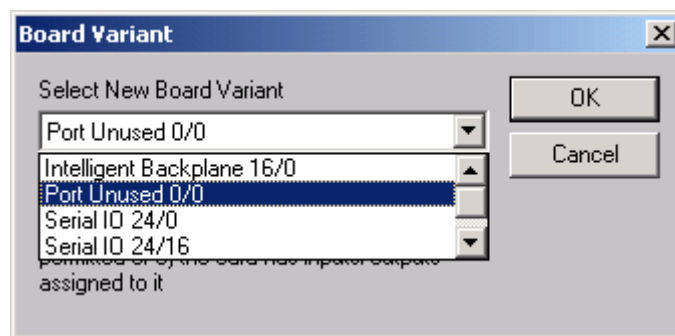 Board Variant
Select New Board Variant
OK
Port Unused 0/0
Cancel
Intelligent Backplane 16/0
Port Unused 0/0
Serial IO 24/0
Serial IO 24/16
assigned to it